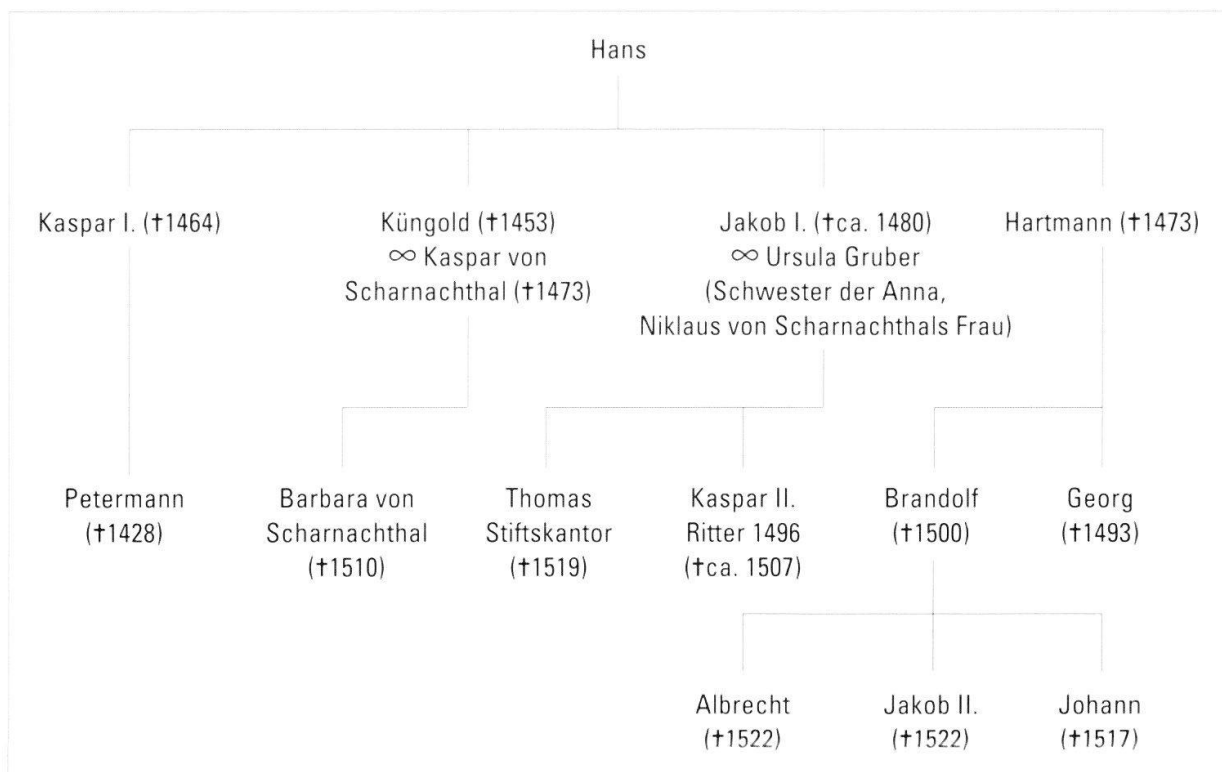 Hans
Kaspar I. (†1464)
Küngold (†1453)
∞ Kaspar von
Scharnachthal (†1473)
Jakob I. (†ca. 1480)
∞ Ursula Gruber
(Schwester der Anna,
Niklaus von Scharnachthals Frau)
Hartmann (†1473)
Petermann
(†1428)
Barbara von
Scharnachthal
(†1510)
Thomas
Stiftskantor
(†1519)
Kaspar II.
Ritter 1496
(†ca. 1507)
Brandolf
(†1500)
Georg
(†1493)
Albrecht
(†1522)
Jakob II.
(†1522)
Johann
(†1517)